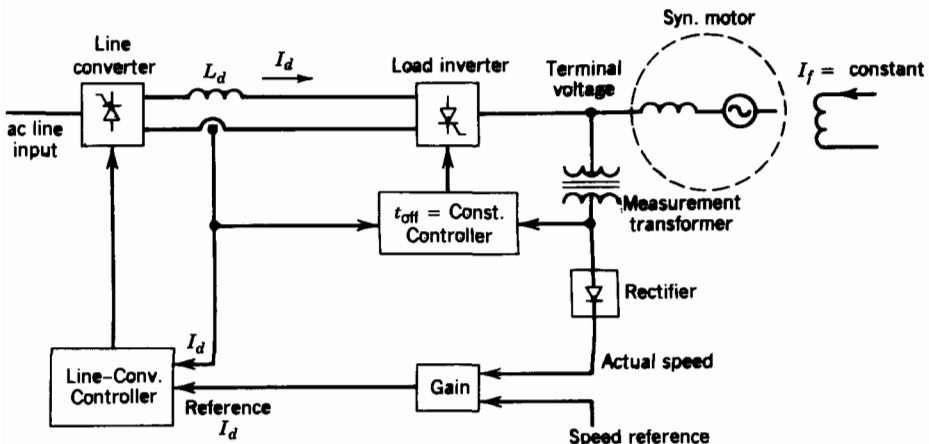 Syn. motor
Line
converter
L_d
I_d
Load inverter
Terminal
voltage
I_f = constant
ac line
input
t_off = Const.
Controller
Measurement
transformer
Rectifier
I_d
Actual speed
Line-Conv.
Controller
Gain
Reference
I_d
Speed reference